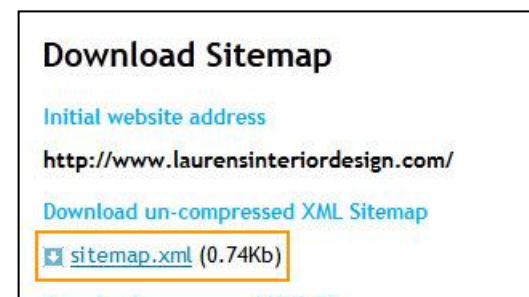 Download Sitemap
Initial website address
http://www.laurensinteriordesign.com/
Download un-compressed XML Sitemap
sitemap.xml (0.74Kb)